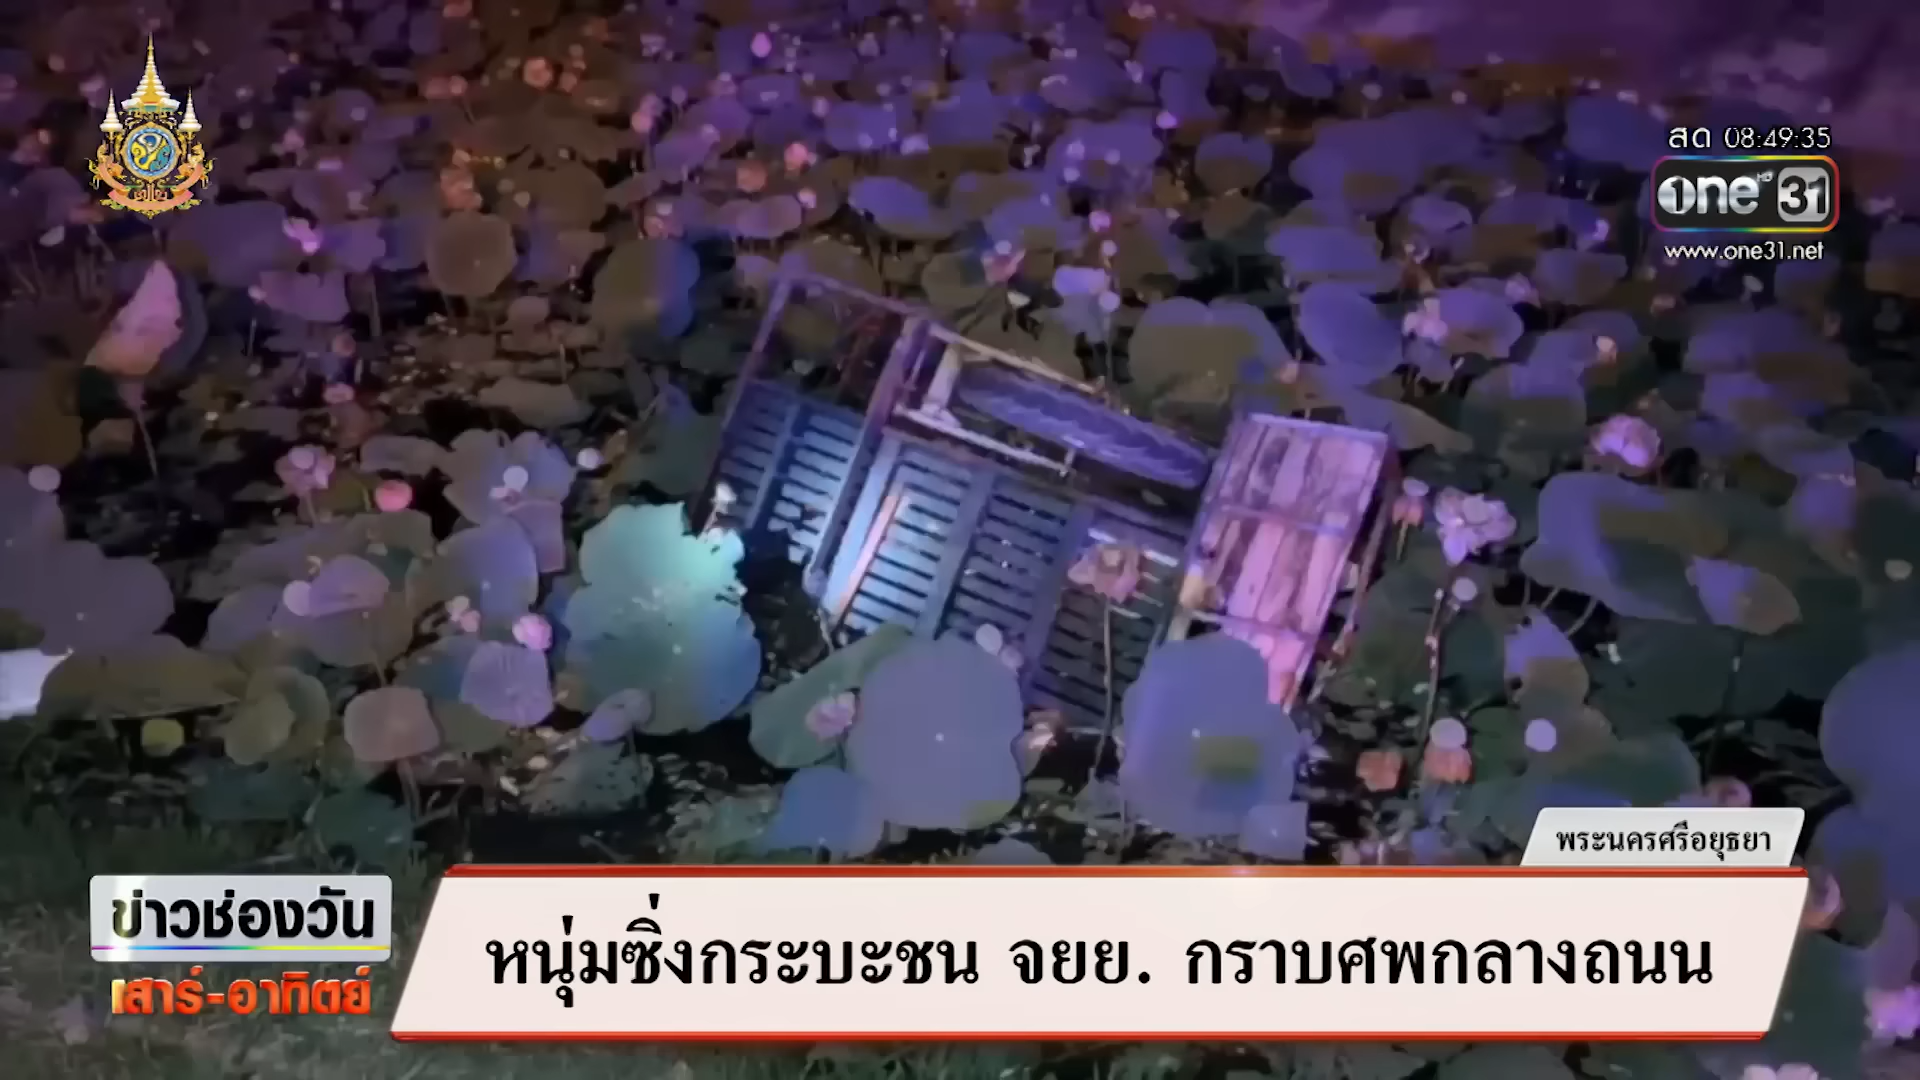 สด 08:49:35
one HD 31
www.one31.net
พระนครศรีอยุธยา
ข่าวช่องวัน
เสาร์-อาทิตย์
หนุ่มซิ่งกระบะชน จยย. กราบศพกลางถนน